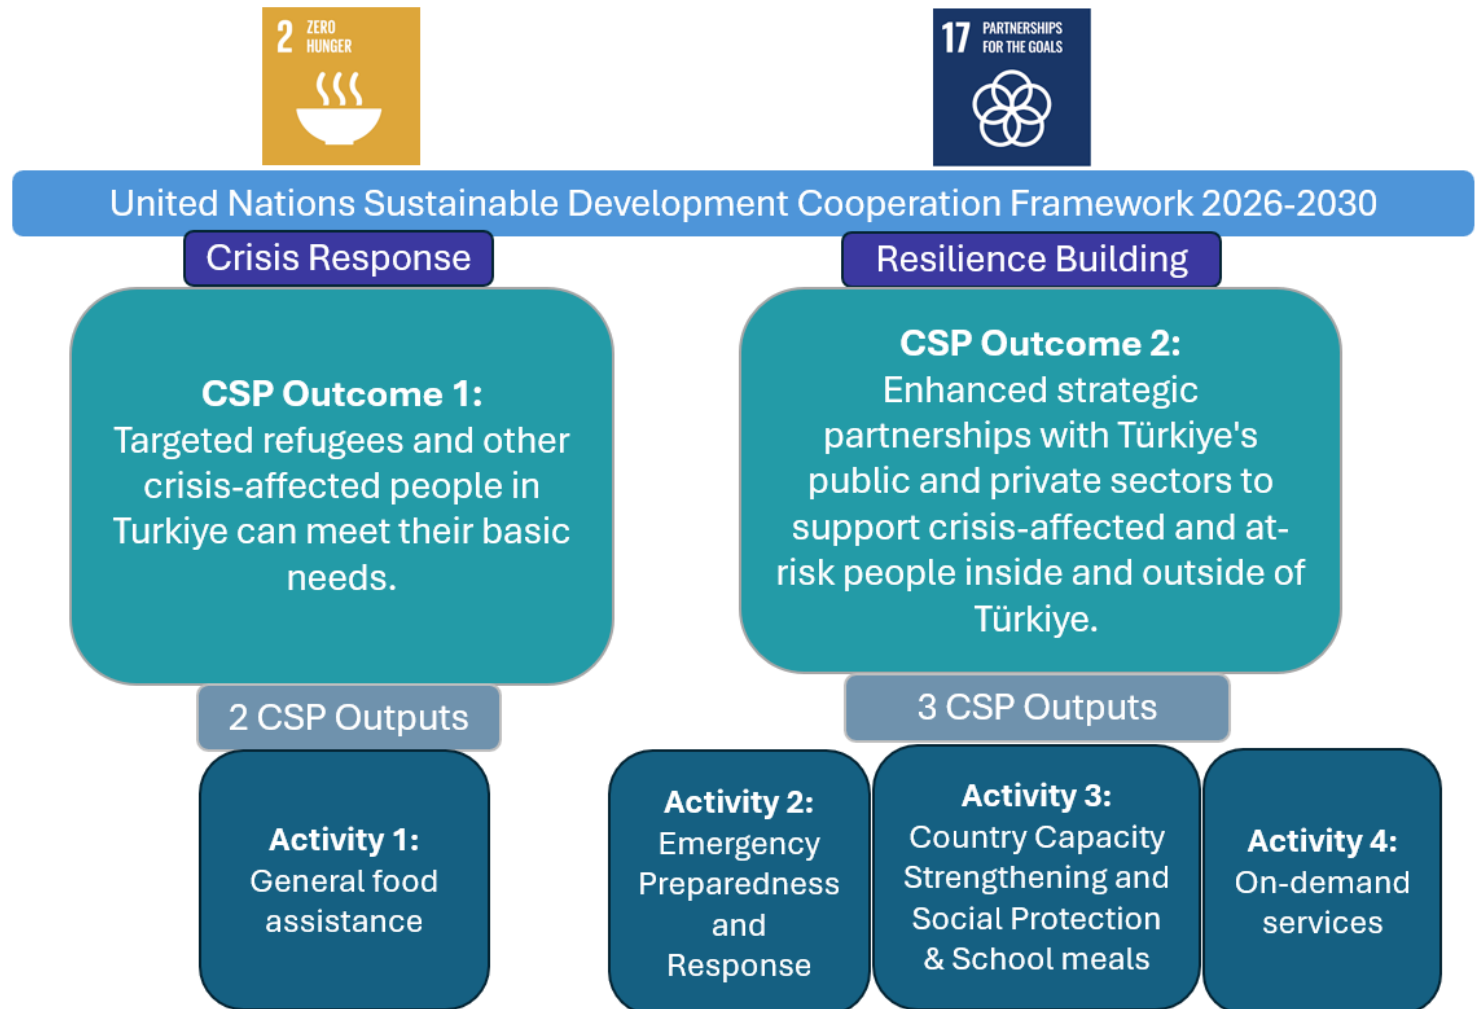 2 ZERO
HUNGER
17 PARTNERSHIPS
FOR THE GOALS
United Nations Sustainable Development Cooperation Framework 2026-2030
Crisis Response
CSP Outcome 1:
Targeted refugees and other
crisis-affected people in
Turkiye can meet their basic
needs.
2 CSP Outputs
Activity 1:
General food
assistance
Resilience Building
CSP Outcome 2:
Enhanced strategic
partnerships with Türkiye's
public and private sectors to
support crisis-affected and at-
risk people inside and outside of
Türkiye.
3 CSP Outputs
Activity 2:
Emergency
Preparedness
and
Response
Activity 3:
Country Capacity
Strengthening and
Social Protection
& School meals
Activity 4:
On-demand
services